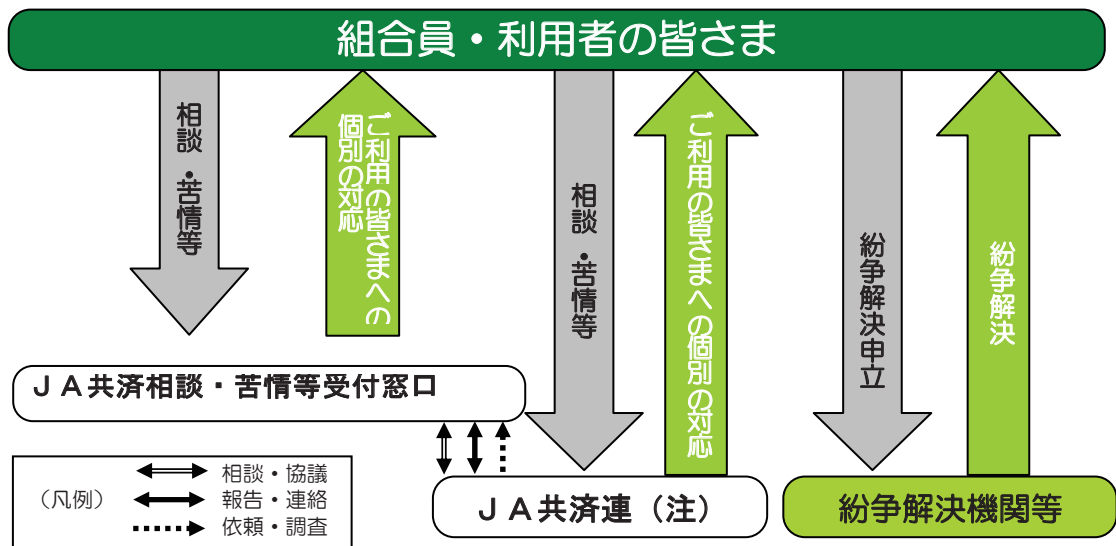 組合員・利用者の皆さま
相談・苦情等
ご利用の皆さまへの
個別の対応
相談・苦情等
ご利用の皆さまへの個別の対応
紛争解決申立
紛争解決
JA共済相談・苦情等受付窓口
(凡例)
相談・協議
報告・連絡
依頼・調査
JA共済連(注)
紛争解決機関等